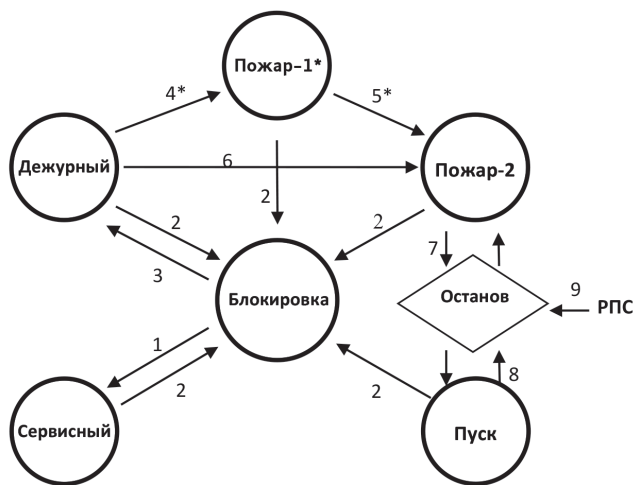 Пожар-1*
4*
5*
Дежурный
6
Пожар-2
2
2
2
7
3
Блокировка
Останов
9
РПС
1
2
2
8
Сервисный
Пуск